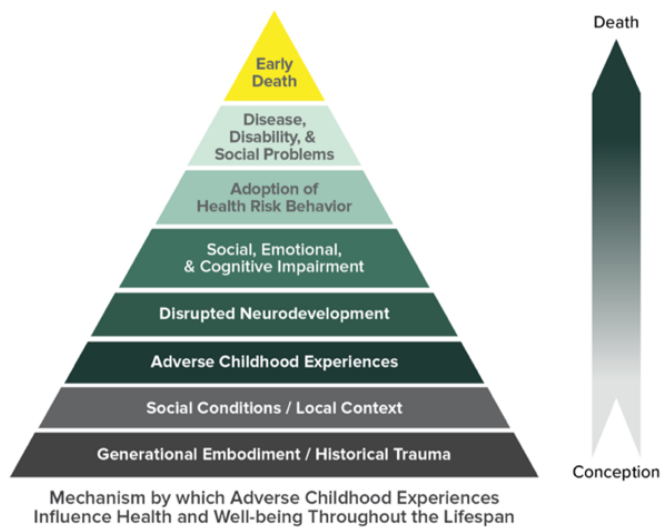 Death
Early
Death
Disease,
Disability, &
Social Problems
Adoption of
Health Risk Behavior
Social, Emotional,
& Cognitive Impairment
Disrupted Neurodevelopment
Adverse Childhood Experiences
Social Conditions / Local Context
Generational Embodiment / Historical Trauma
Conception
Mechanism by which Adverse Childhood Experiences
Influence Health and Well-being Throughout the Lifespan